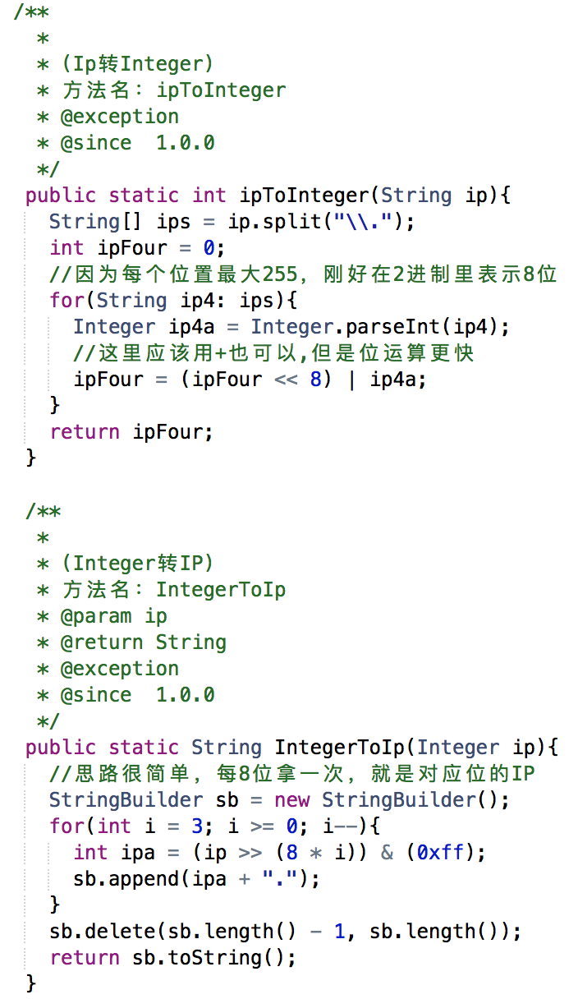 /**
 *
 * (Ip转Integer)
 * 方法名：ipToInteger
 * @exception
 * @since  1.0.0
 */
public static int ipToInteger(String ip){
  String[] ips = ip.split("\\.");
  int ipFour = 0;
  //因为每个位置最大255，刚好在2进制里表示8位
  for(String ip4: ips){
    Integer ip4a = Integer.parseInt(ip4);
    //这里应该用+也可以,但是位运算更快
    ipFour = (ipFour << 8) | ip4a;
  }
  return ipFour;
}

/**
 *
 * (Integer转IP)
 * 方法名：IntegerToIp
 * @param ip
 * @return String
 * @exception
 * @since  1.0.0
 */
public static String IntegerToIp(Integer ip){
  //思路很简单，每8位拿一次，就是对应位的IP
  StringBuilder sb = new StringBuilder();
  for(int i = 3; i >= 0; i--){
    int ipa = (ip >> (8 * i)) & (0xff);
    sb.append(ipa + ".");
  }
  sb.delete(sb.length() - 1, sb.length());
  return sb.toString();
}